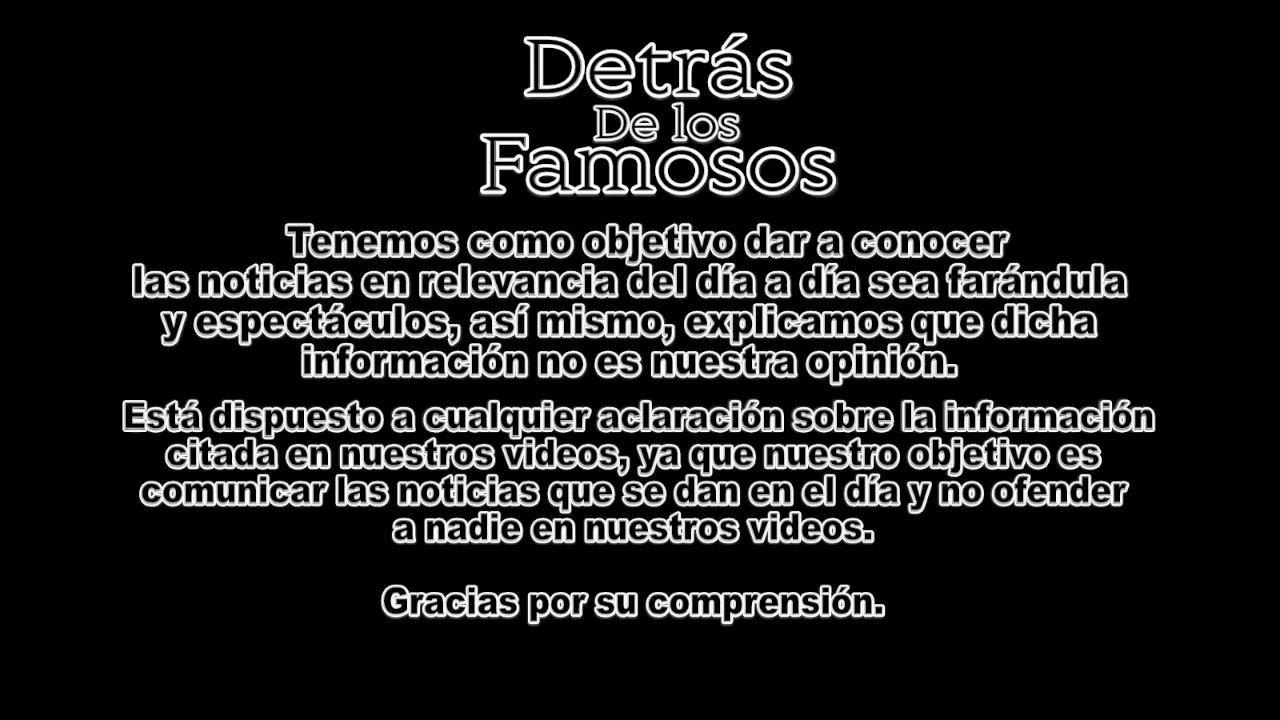 Detrás
De los
Famosos
Tenemos como objetivo dar a conocer
las noticias en relevancia del día a día sea farándula
y espectáculos, así mismo, explicamos que dicha
información no es nuestra opinión.
Está dispuesto a cualquier aclaración sobre la información
citada en nuestros videos, ya que nuestro objetivo es
comunicar las noticias que se dan en el día y no ofender
a nadie en nuestros videos.
Gracias por su comprensión.